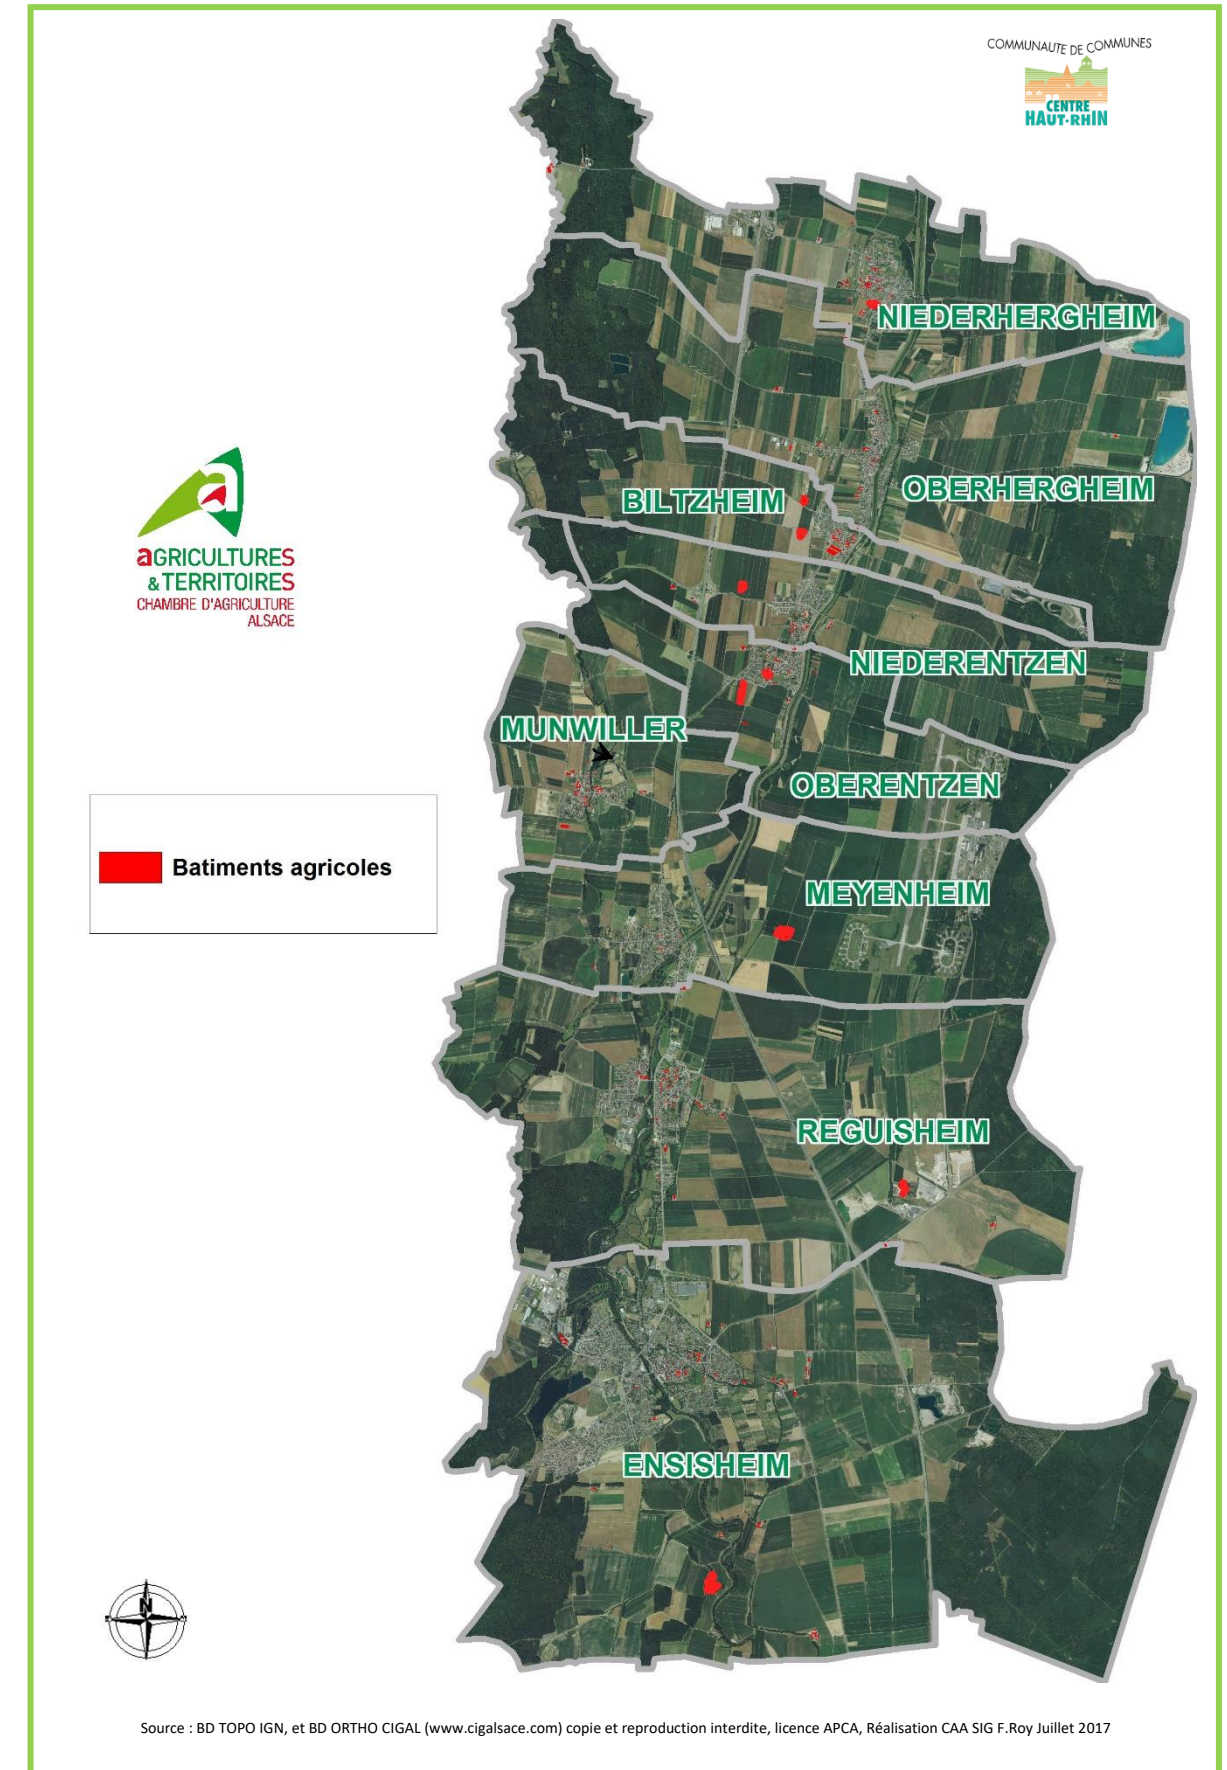 COMMUNAUTE DE COMMUNES
CENTRE
HAUT-RHIN
NIEDERHERGHEIM
OBERHERGHEIM
BILTZHEIM
aGRICULTURES
& TERRITOIRES
CHAMBRE D'AGRICULTURE
ALSACE
NIEDERENTZEN
MUNWILLER
OBERENTZEN
Batiments agricoles
MEYENHEIM
REGUISHEIM
ENSISHEIM
N
Source : BD TOPO IGN, et BD ORTHO CIGAL (www.cigalsace.com) copie et reproduction interdite, licence APCA, Réalisation CAA SIG F.Roy Juillet 2017